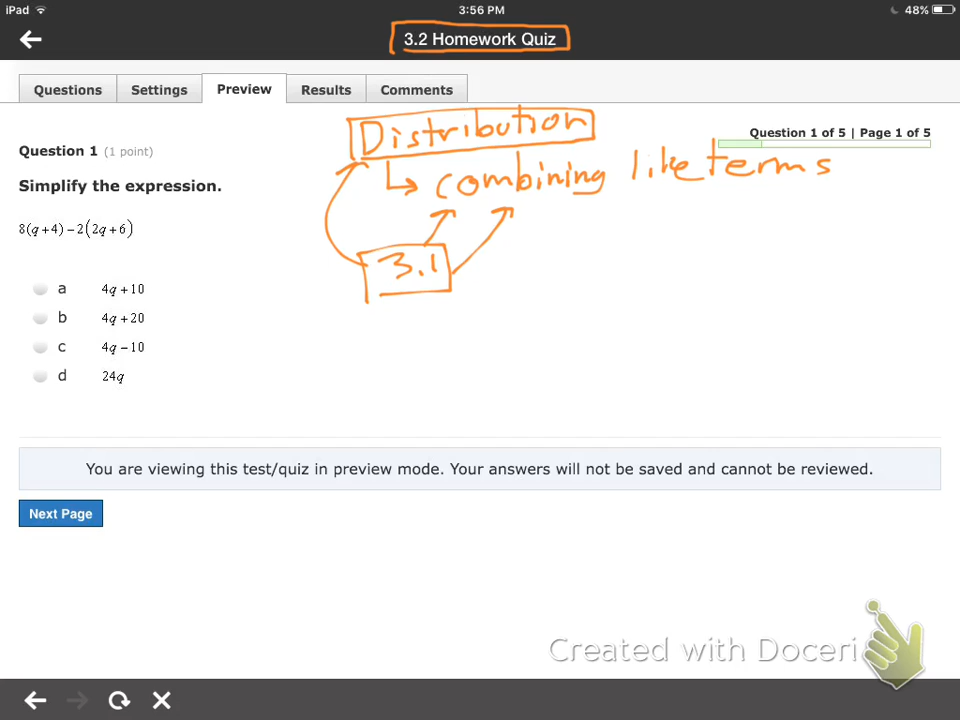 iPad 3:56 PM 48%
3.2 Homework Quiz
Questions Settings Preview Results Comments
Distribution
Question 1 of 5 | Page 1 of 5
Question 1 (1 point)
combining like terms
Simplify the expression.
8(q+4)−2(2q+6)
3.1
a 4q+10
b 4q+20
c 4q−10
d 24q
You are viewing this test/quiz in preview mode. Your answers will not be saved and cannot be reviewed.
Next Page
Created with Doceri